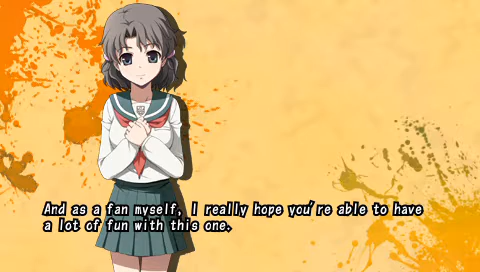 And as a fan myself, I really hope you're able to have
a lot of fun with this one.